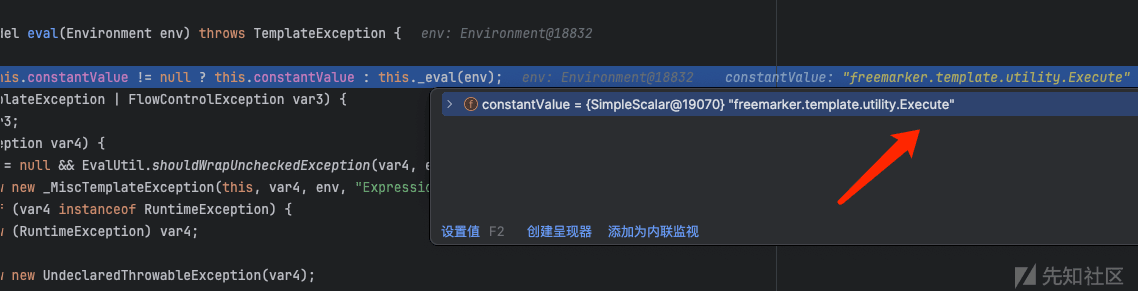 del eval(Environment env) throws TemplateException {   env: Environment@18832
his.constantValue != null ? this.constantValue : this._eval(env);   env: Environment@18832   constantValue: "freemarker.template.utility.Execute"
plateException | FlowControlException var3) {
r3;
eption var4) {
= null && EvalUtil.shouldWrapUncheckedException(var4, e
w new _MiscTemplateException(this, var4, env, "Expressio
f (var4 instanceof RuntimeException) {
w (RuntimeException) var4;
w new UndeclaredThrowableException(var4);
constantValue = {SimpleScalar@19070} "freemarker.template.utility.Execute"
设置值 F2 创建呈现器 添加为内联监视
先知社区